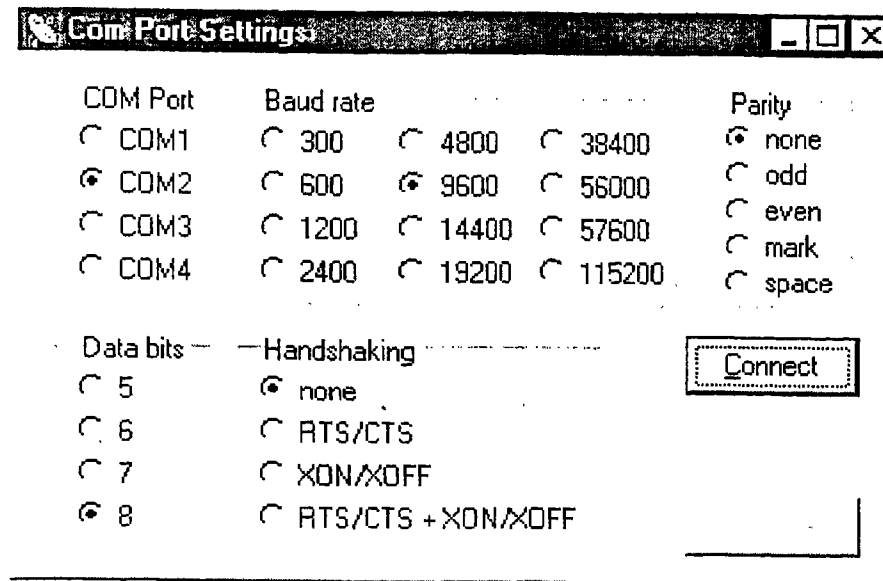 Com Port Settings
COM Port
COM1
COM2
COM3
COM4
Baud rate
300
600
1200
2400
4800
9600
14400
19200
38400
56000
57600
115200
Parity
none
odd
even
mark
space
Data bits
5
6
7
8
Handshaking
none
RTS/CTS
XON/XOFF
RTS/CTS + XON/XOFF
Connect